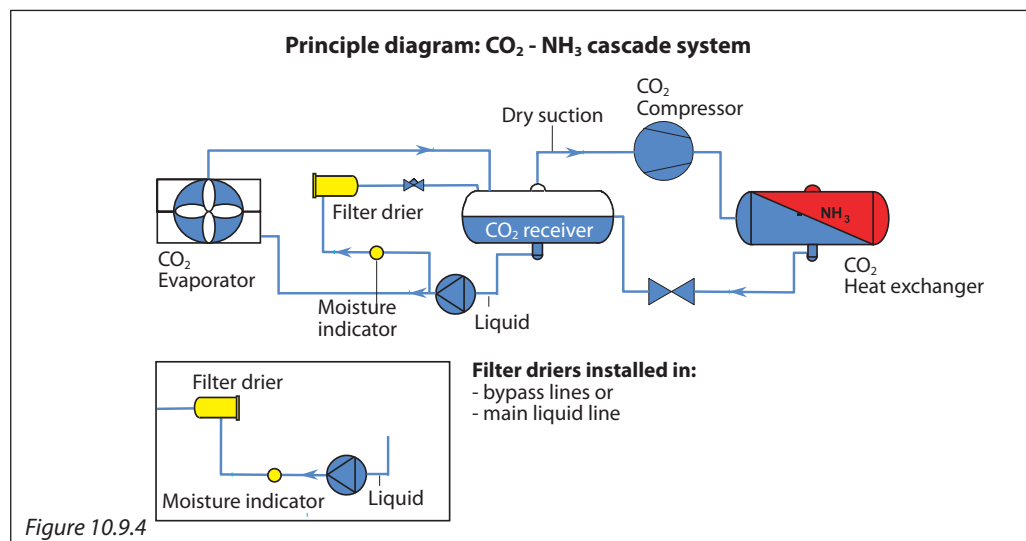 Principle diagram: CO₂ - NH₃ cascade system
CO₂
Compressor
Dry suction
Filter drier
CO₂ receiver
NH₃
CO₂
Evaporator
Moisture
indicator
Liquid
CO₂
Heat exchanger
Filter drier
Moisture indicator
Liquid
Filter driers installed in:
- bypass lines or
- main liquid line
Figure 10.9.4